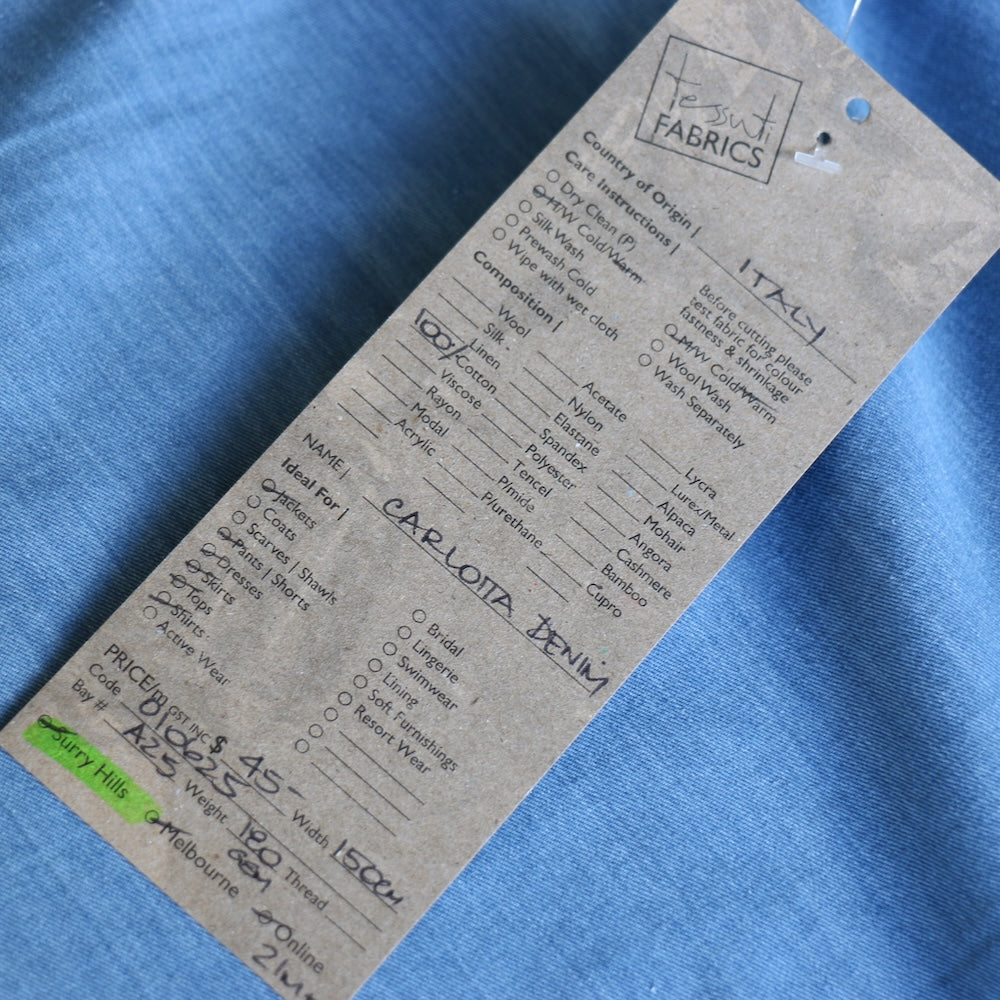 tessuti
FABRICS
Country of Origin | ITALY
Care Instructions |
Before cutting please
test fabric for colour
fastness & shrinkage
Dry Clean (P)
H/W Cold/Warm
Silk Wash
Prewash Cold
Wipe with wet cloth
LM/W Cold/Warm
Wool Wash
Wash Separately
Composition |
Wool
Silk
Linen
100% Cotton
Viscose
Rayon
Modal
Acrylic
Acetate
Nylon
Elastane
Spandex
Polyester
Tencel
P/mide
P/urethane
Lycra
Lurex/Metal
Alpaca
Mohair
Angora
Cashmere
Bamboo
Cupro
NAME | CARLOTTA DENIM
Ideal For |
Jackets
Coats
Scarves | Shawls
Pants | Shorts
Dresses
Skirts
Tops
Shirts
Active Wear
Bridal
Lingerie
Swimwear
Lining
Soft Furnishings
Resort Wear
PRICE/m GST INC $ 45-
Code 010625 Width 150cm
Bay # A25 Weight 180 GSM Thread
Surry Hills Melbourne Online